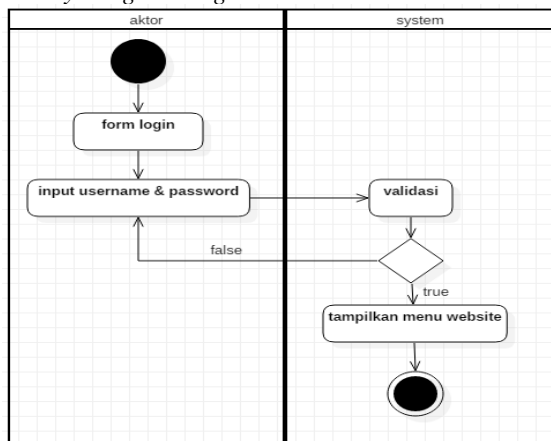 aktor
system
form login
input username & password
validasi
false
true
tampilkan menu website